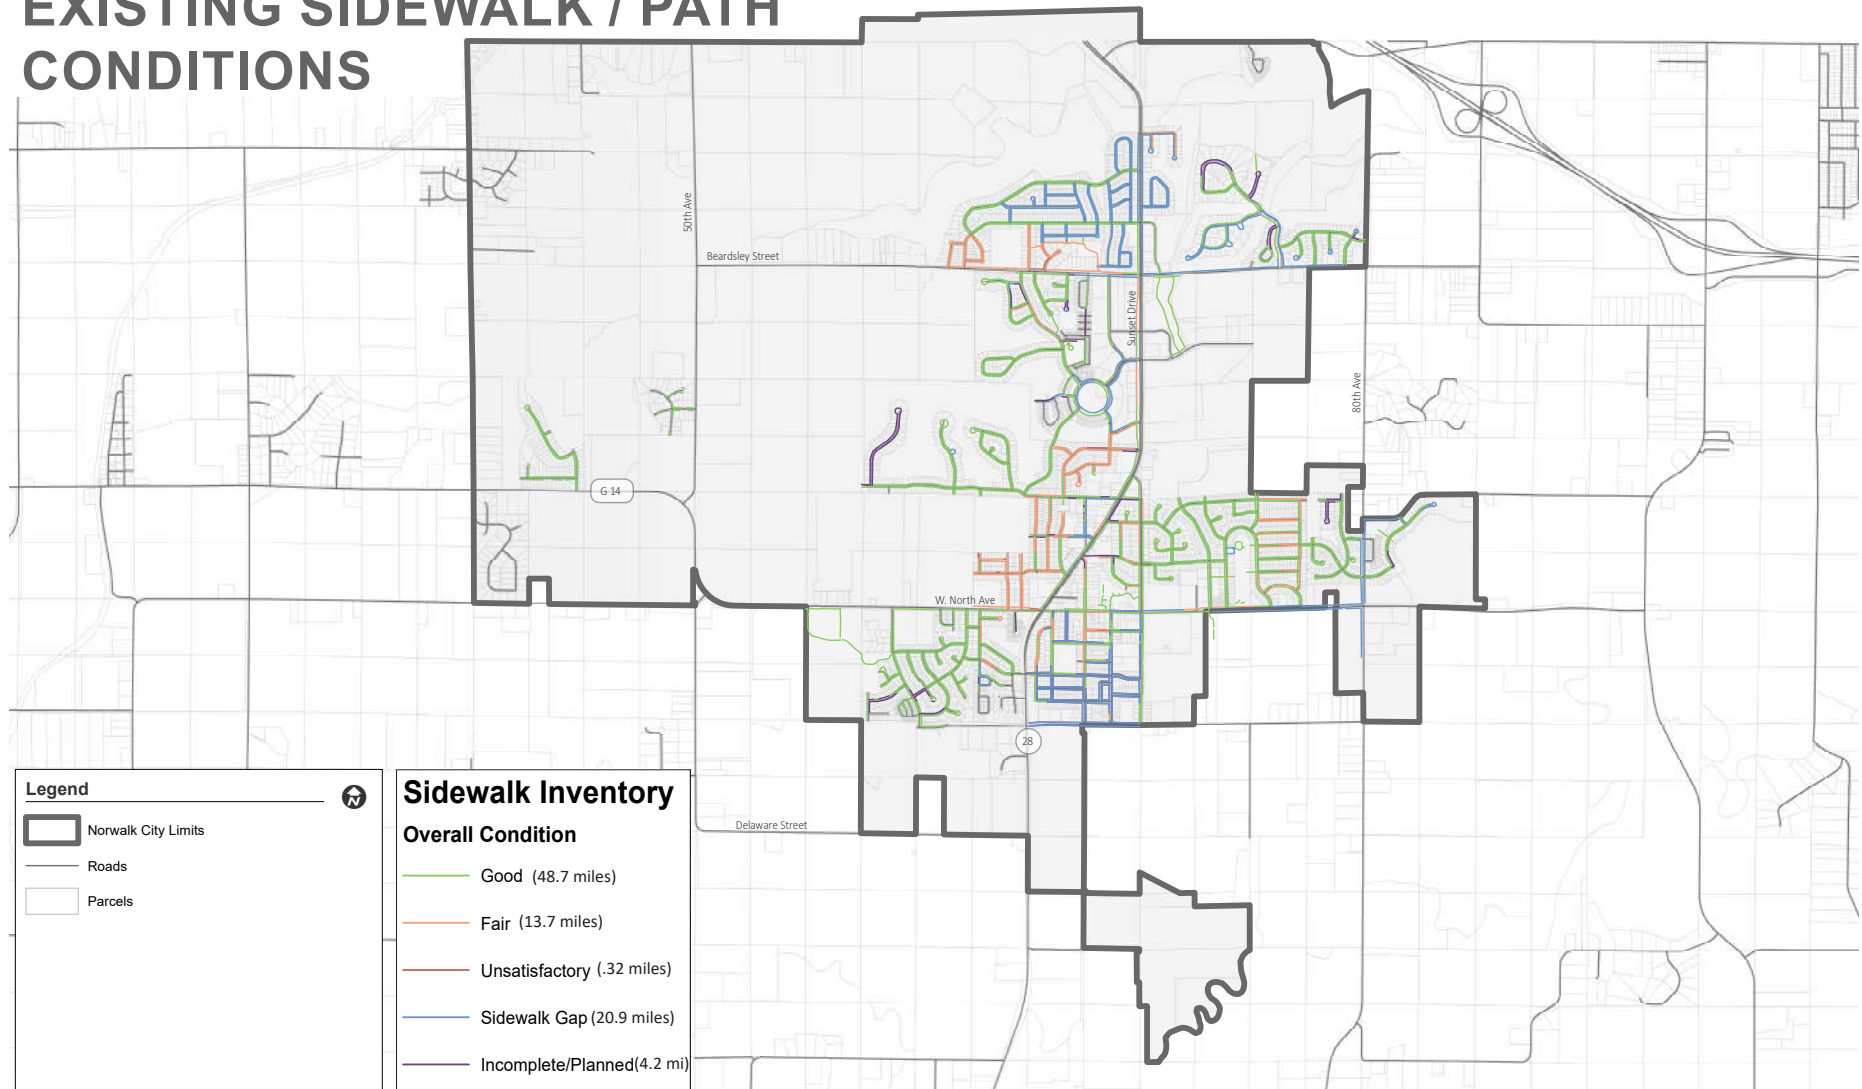 EXISTING SIDEWALK / PATH
CONDITIONS
50th Ave
Beardsley Street
Sunset Drive
80th Ave
G 14
W. North Ave
28
Delaware Street
Legend
N
Norwalk City Limits
Roads
Parcels
Sidewalk Inventory
Overall Condition
Good (48.7 miles)
Fair (13.7 miles)
Unsatisfactory (.32 miles)
Sidewalk Gap (20.9 miles)
Incomplete/Planned(4.2 mi)